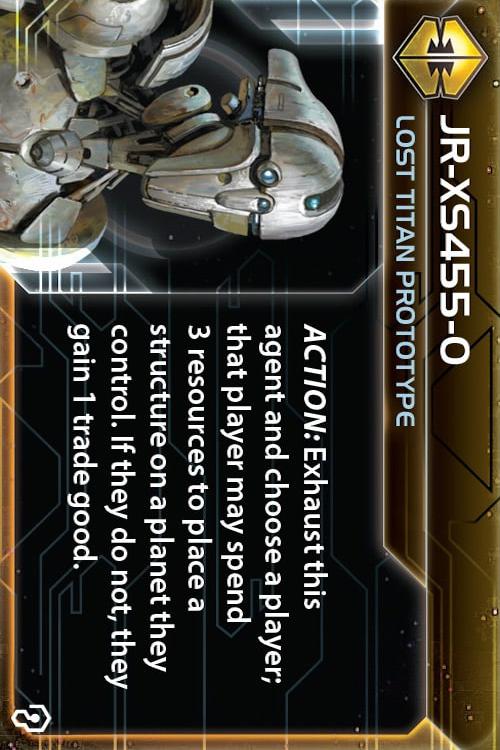 JR-XS455-O
LOST TITAN PROTOTYPE
ACTION: Exhaust this
agent and choose a player;
that player may spend
3 resources to place a
structure on a planet they
control. If they do not, they
gain 1 trade good.